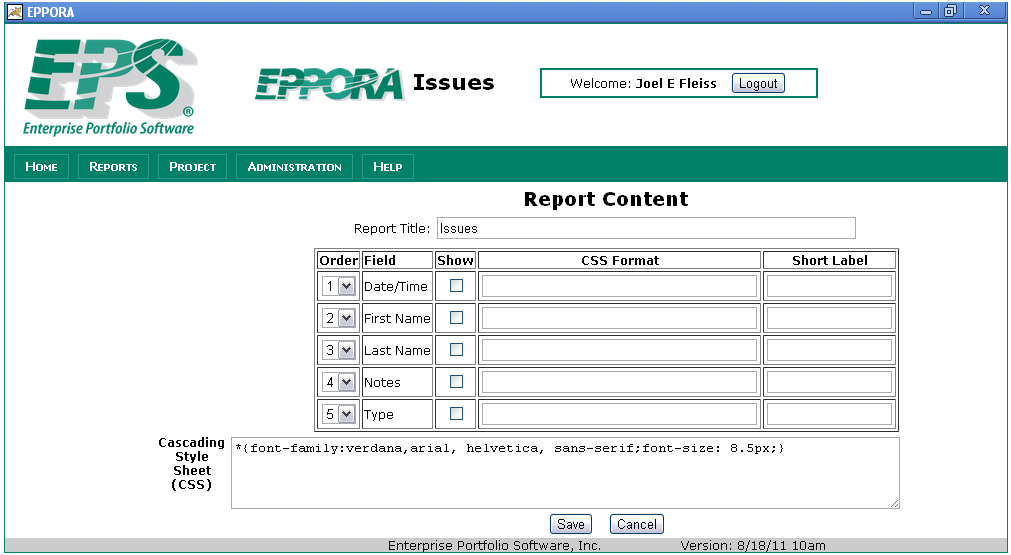 EPPORA
EPS®
Enterprise Portfolio Software
EPPORA Issues
Welcome: Joel E Fleiss Logout
HOME REPORTS PROJECT ADMINISTRATION HELP
Report Content
Report Title: Issues
Order Field Show CSS Format Short Label
1 Date/Time
2 First Name
3 Last Name
4 Notes
5 Type
Cascading
Style
Sheet
(CSS)
*{font-family:verdana,arial, helvetica, sans-serif;font-size: 8.5px;}
Save Cancel
Enterprise Portfolio Software, Inc. Version: 8/18/11 10am